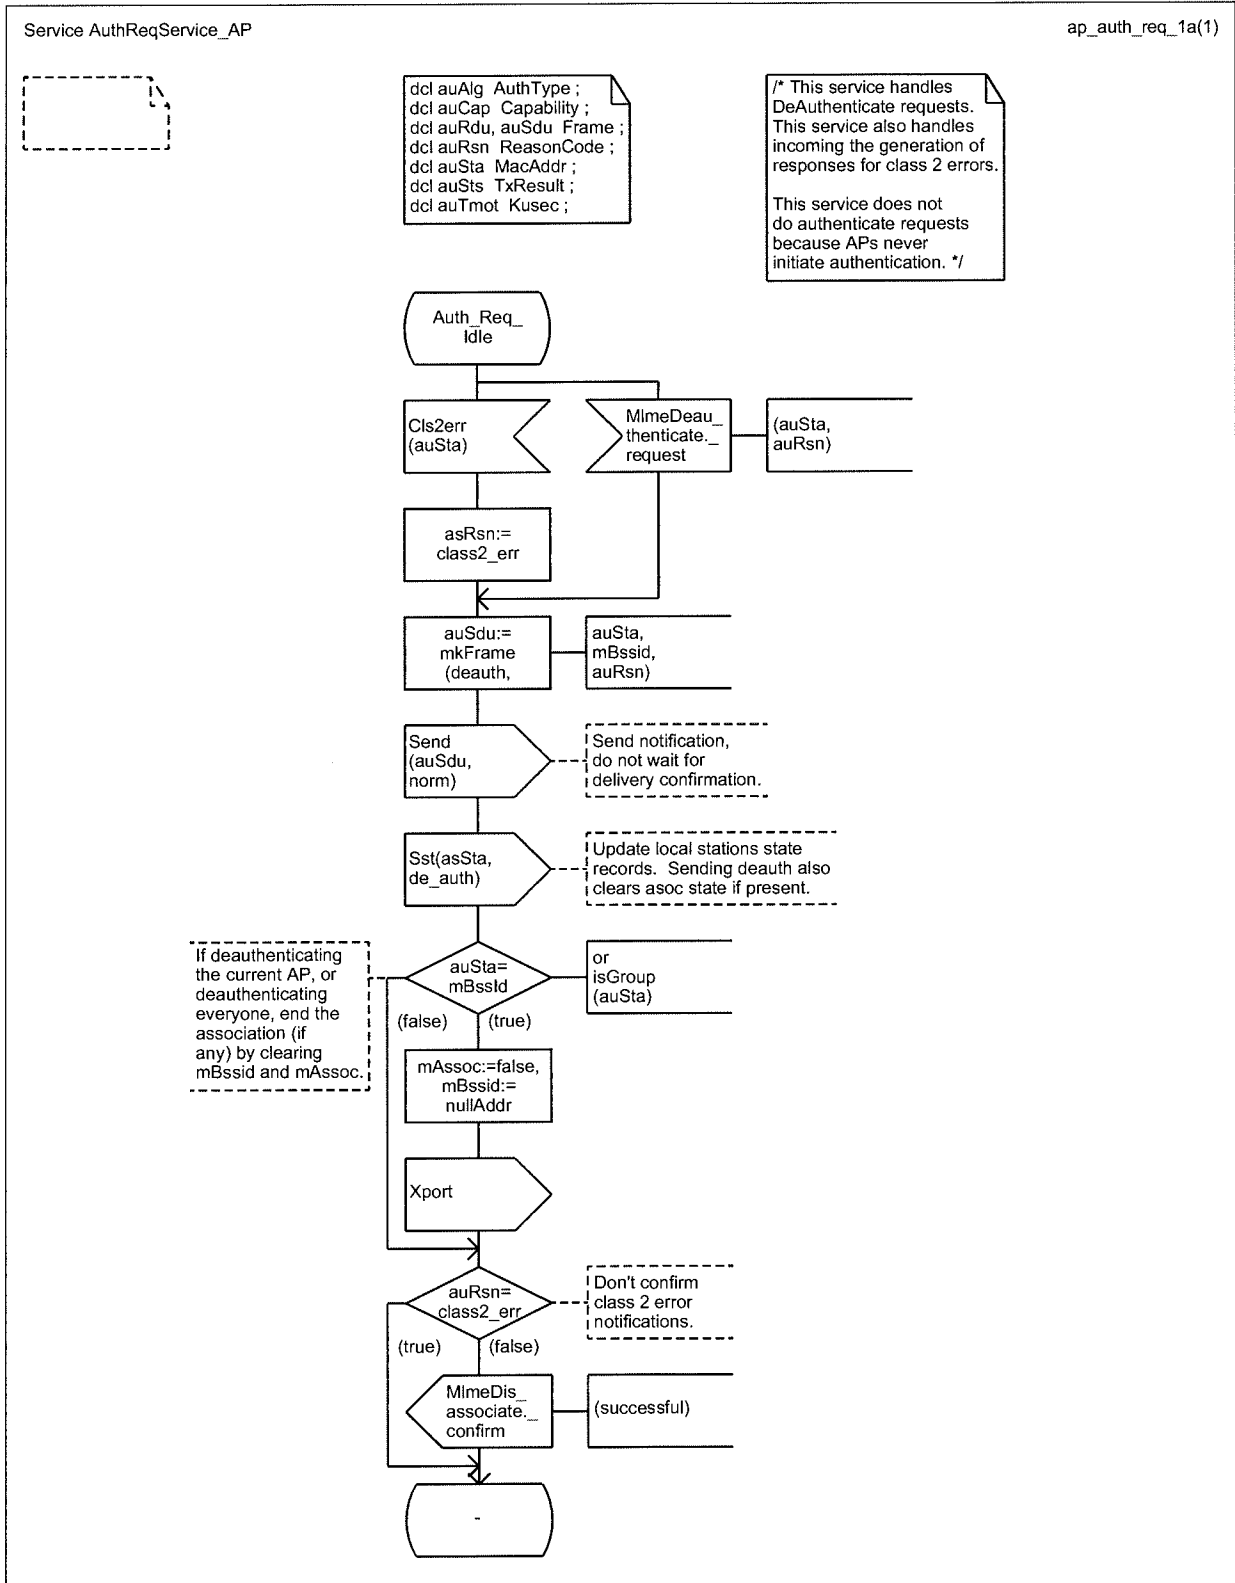 Service AuthReqService_AP
ap_auth_req_1a(1)
dcl auAlg AuthType ;
dcl auCap Capability ;
dcl auRdu, auSdu Frame ;
dcl auRsn ReasonCode ;
dcl auSta MacAddr ;
dcl auSts TxResult ;
dcl auTmot Kusec ;
/* This service handles
DeAuthenticate requests.
This service also handles
incoming the generation of
responses for class 2 errors.
This service does not
do authenticate requests
because APs never
initiate authentication. */
Auth_Req_
Idle
Cls2err
(auSta)
MlmeDeau_
thenticate._
request
(auSta,
auRsn)
asRsn:=
class2_err
auSdu:=
mkFrame
(deauth,
auSta,
mBssid,
auRsn)
Send
(auSdu,
norm)
Send notification,
do not wait for
delivery confirmation.
Sst(asSta,
de_auth)
Update local stations state
records. Sending deauth also
clears asoc state if present.
If deauthenticating
the current AP, or
deauthenticating
everyone, end the
association (if
any) by clearing
mBssid and mAssoc.
auSta=
mBssId
or
isGroup
(auSta)
(false)
(true)
mAssoc:=false,
mBssid:=
nullAddr
Xport
auRsn=
class2_err
Don't confirm
class 2 error
notifications.
(true)
(false)
MlmeDis_
associate._
confirm
(successful)
-